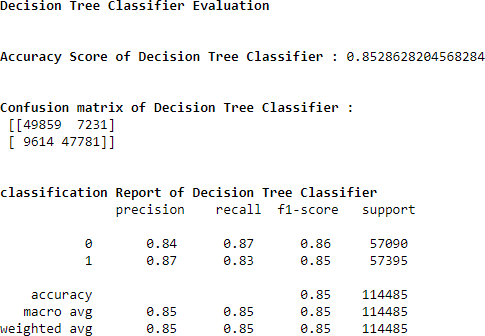 Decision Tree Classifier Evaluation
Accuracy Score of Decision Tree Classifier : 0.8528628204568284
Confusion matrix of Decision Tree Classifier :
[[49859 7231]
[ 9614 47781]]
classification Report of Decision Tree Classifier
precision recall f1-score support
0 0.84 0.87 0.86 57090
1 0.87 0.83 0.85 57395
accuracy 0.85 114485
macro avg 0.85 0.85 0.85 114485
weighted avg 0.85 0.85 0.85 114485